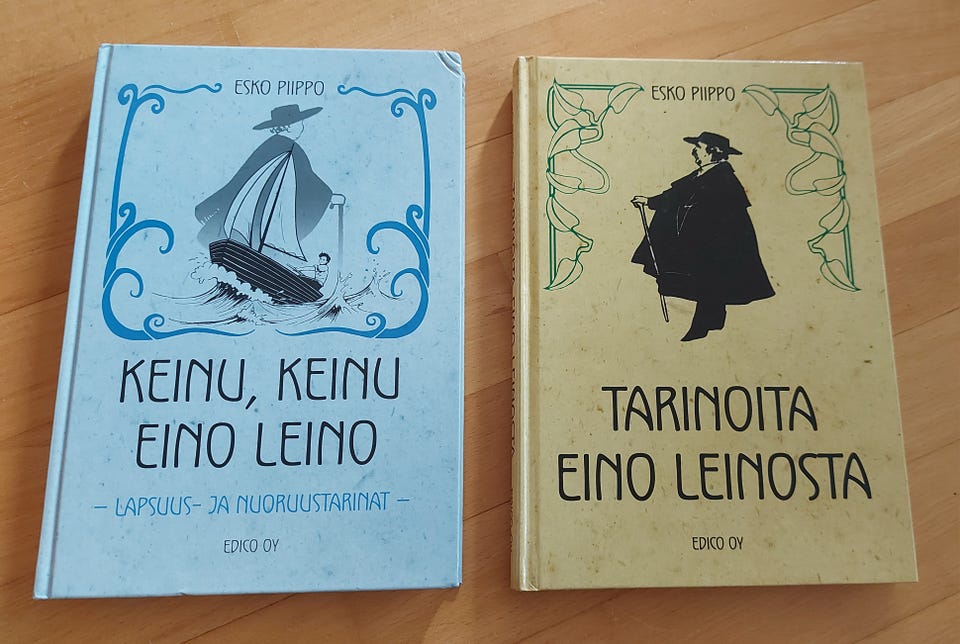 ESKO PIIPPO
KEINU, KEINU
EINO LEINO
– LAPSUUS- JA NUORUUSTARINAT –
EDICO OY
ESKO PIIPPO
TARINOITA
EINO LEINOSTA
EDICO OY